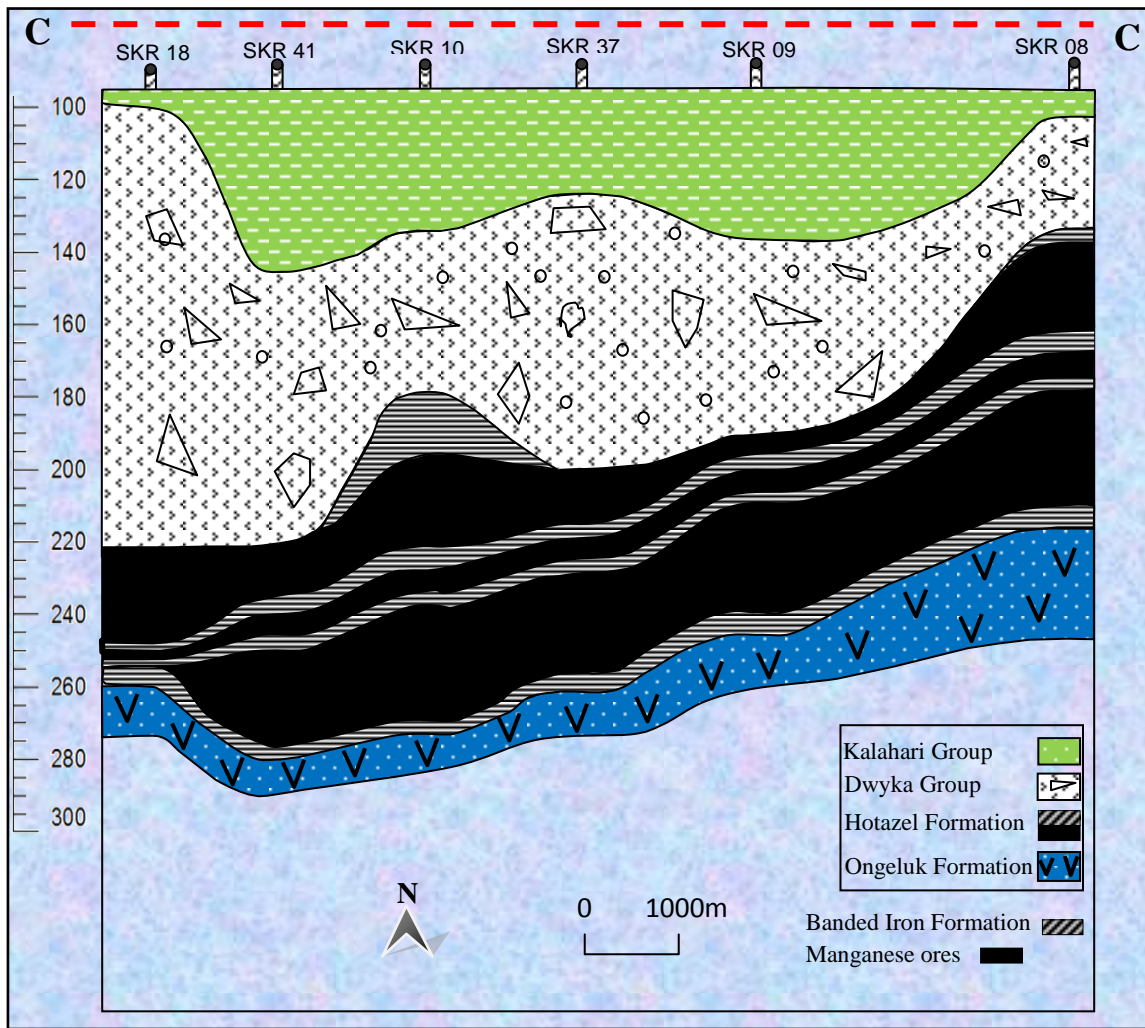 C C
SKR 18 SKR 41 SKR 10 SKR 37 SKR 09 SKR 08
100
120
140
160
180
200
220
240
260
280
300
Kalahari Group
Dwyka Group
Hotazel Formation
Ongeluk Formation
N
0 1000m
Banded Iron Formation
Manganese ores